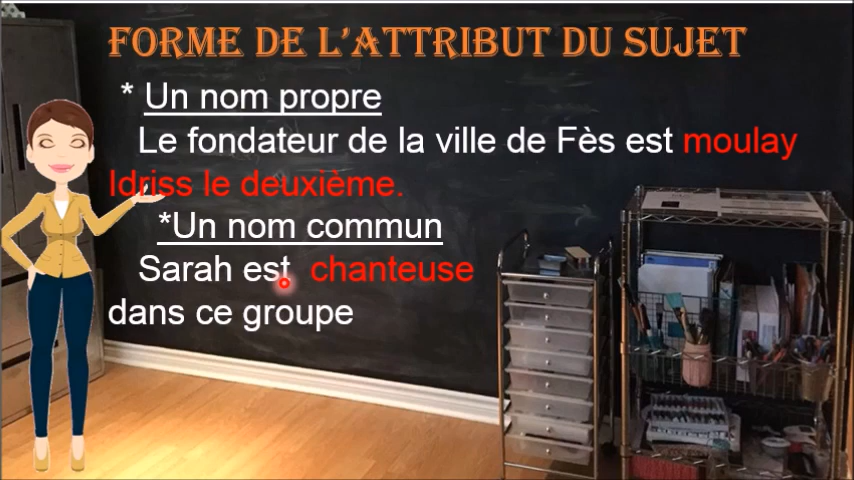 FORME DE L'ATTRIBUT DU SUJET
* Un nom propre
Le fondateur de la ville de Fès est moulay
Idriss le deuxième.
*Un nom commun
Sarah est chanteuse
dans ce groupe